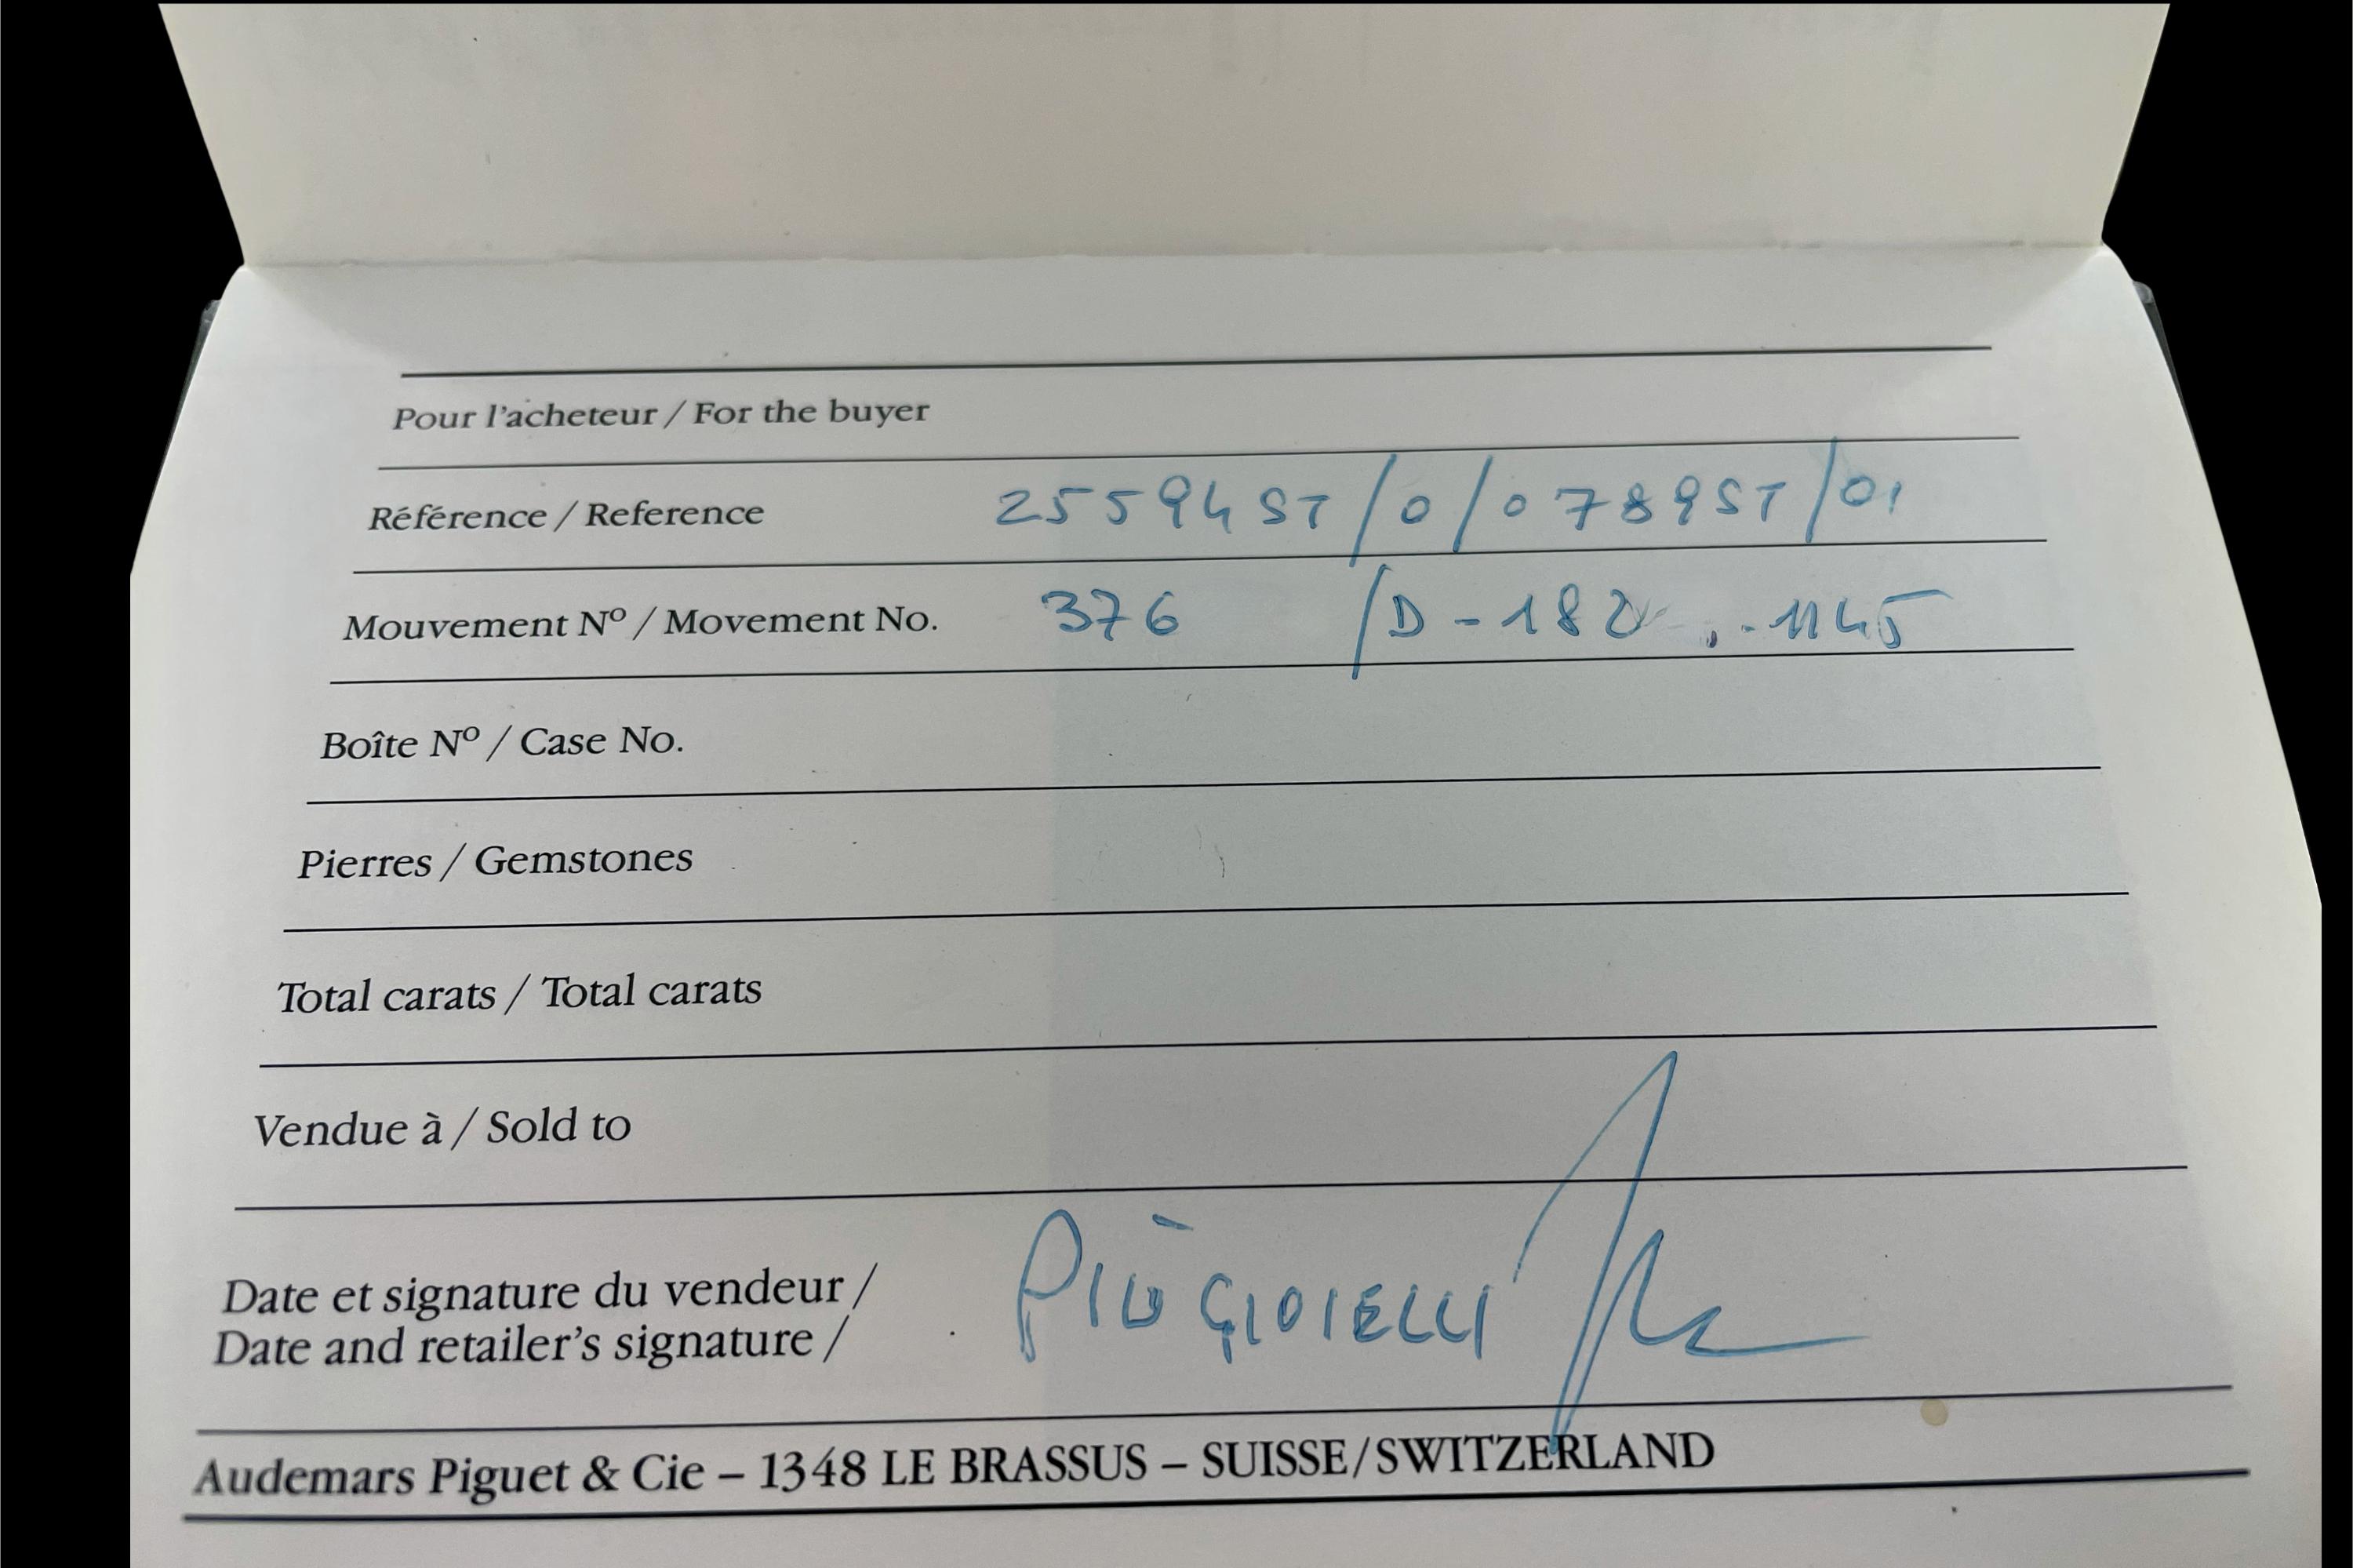 Pour l'acheteur / For the buyer
Référence / Reference 25594ST/0/0789ST/01
Mouvement Nº / Movement No. 376 /D-182 .-1145
Boîte Nº / Case No.
Pierres / Gemstones
Total carats / Total carats
Vendue à / Sold to
Date et signature du vendeur /
Date and retailer's signature / PIÙ GIOIELLI
Audemars Piguet & Cie – 1348 LE BRASSUS – SUISSE/SWITZERLAND